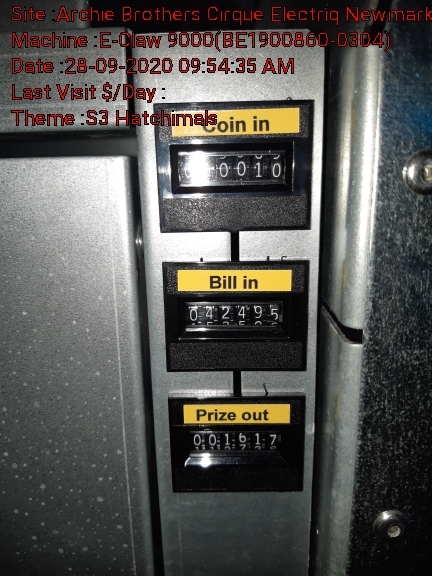 Site :Archie Brothers Cirque Electriq Newmark
Machine :E-Claw 9000(BE1900860-0304)
Date :28-09-2020 09:54:35 AM
Last Visit $/Day :
Theme :S3 Hatchimals
Coin in
000010
Bill in
042495
Prize out
001617